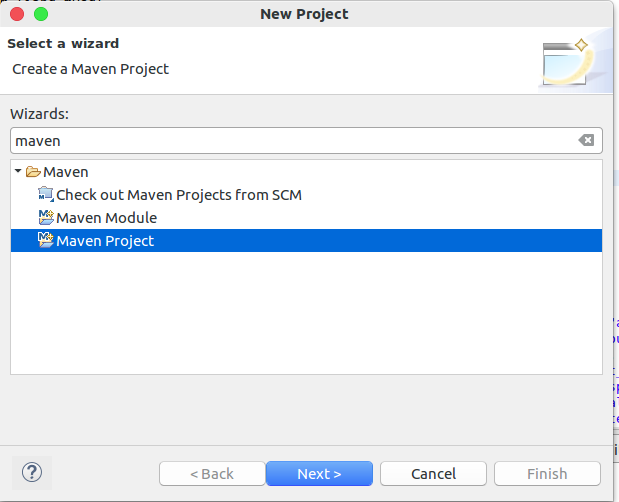 New Project
Select a wizard
Create a Maven Project
Wizards:
maven
Maven
Check out Maven Projects from SCM
Maven Module
Maven Project
? < Back Next > Cancel Finish